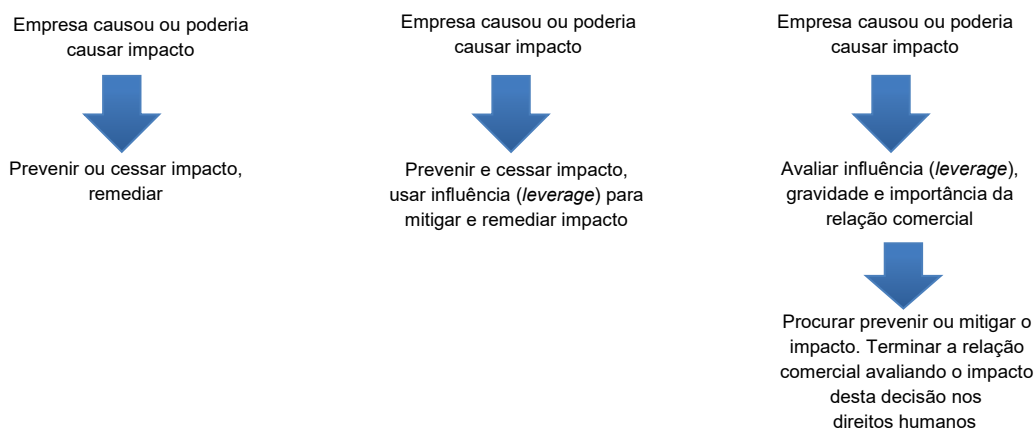 Empresa causou ou poderia
causar impacto
Prevenir ou cessar impacto,
remediar
Empresa causou ou poderia
causar impacto
Prevenir e cessar impacto,
usar influência (leverage) para
mitigar e remediar impacto
Empresa causou ou poderia
causar impacto
Avaliar influência (leverage),
gravidade e importância da
relação comercial
Procurar prevenir ou mitigar o
impacto. Terminar a relação
comercial avaliando o impacto
desta decisão nos
direitos humanos